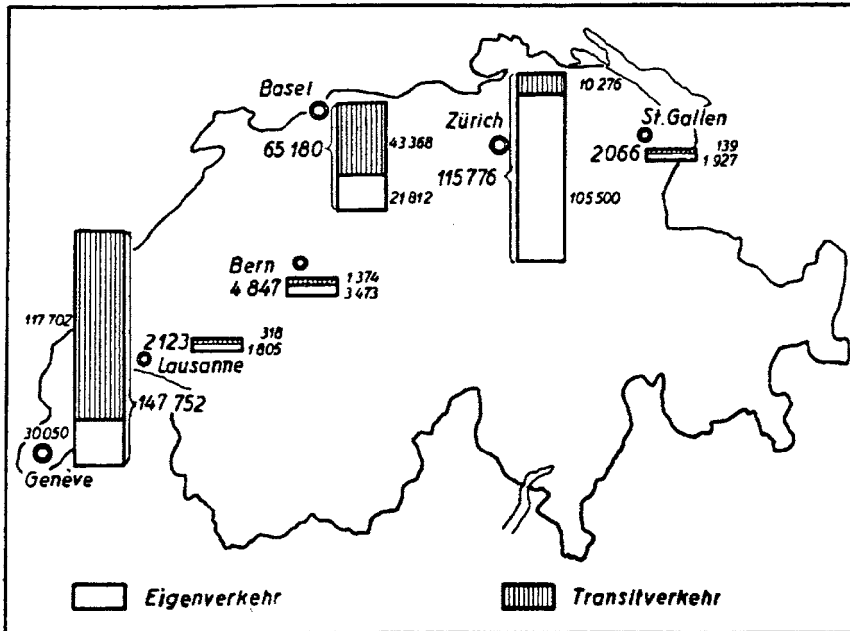 Basel
65 180
43 368
21 812
Zürich
115 776
10 276
105 500
St. Gallen
2066
139
1 927
Bern
4 847
1 374
3 473
2123
318
1 805
Lausanne
117 702
147 752
30 050
Genève
Eigenverkehr
Transitverkehr